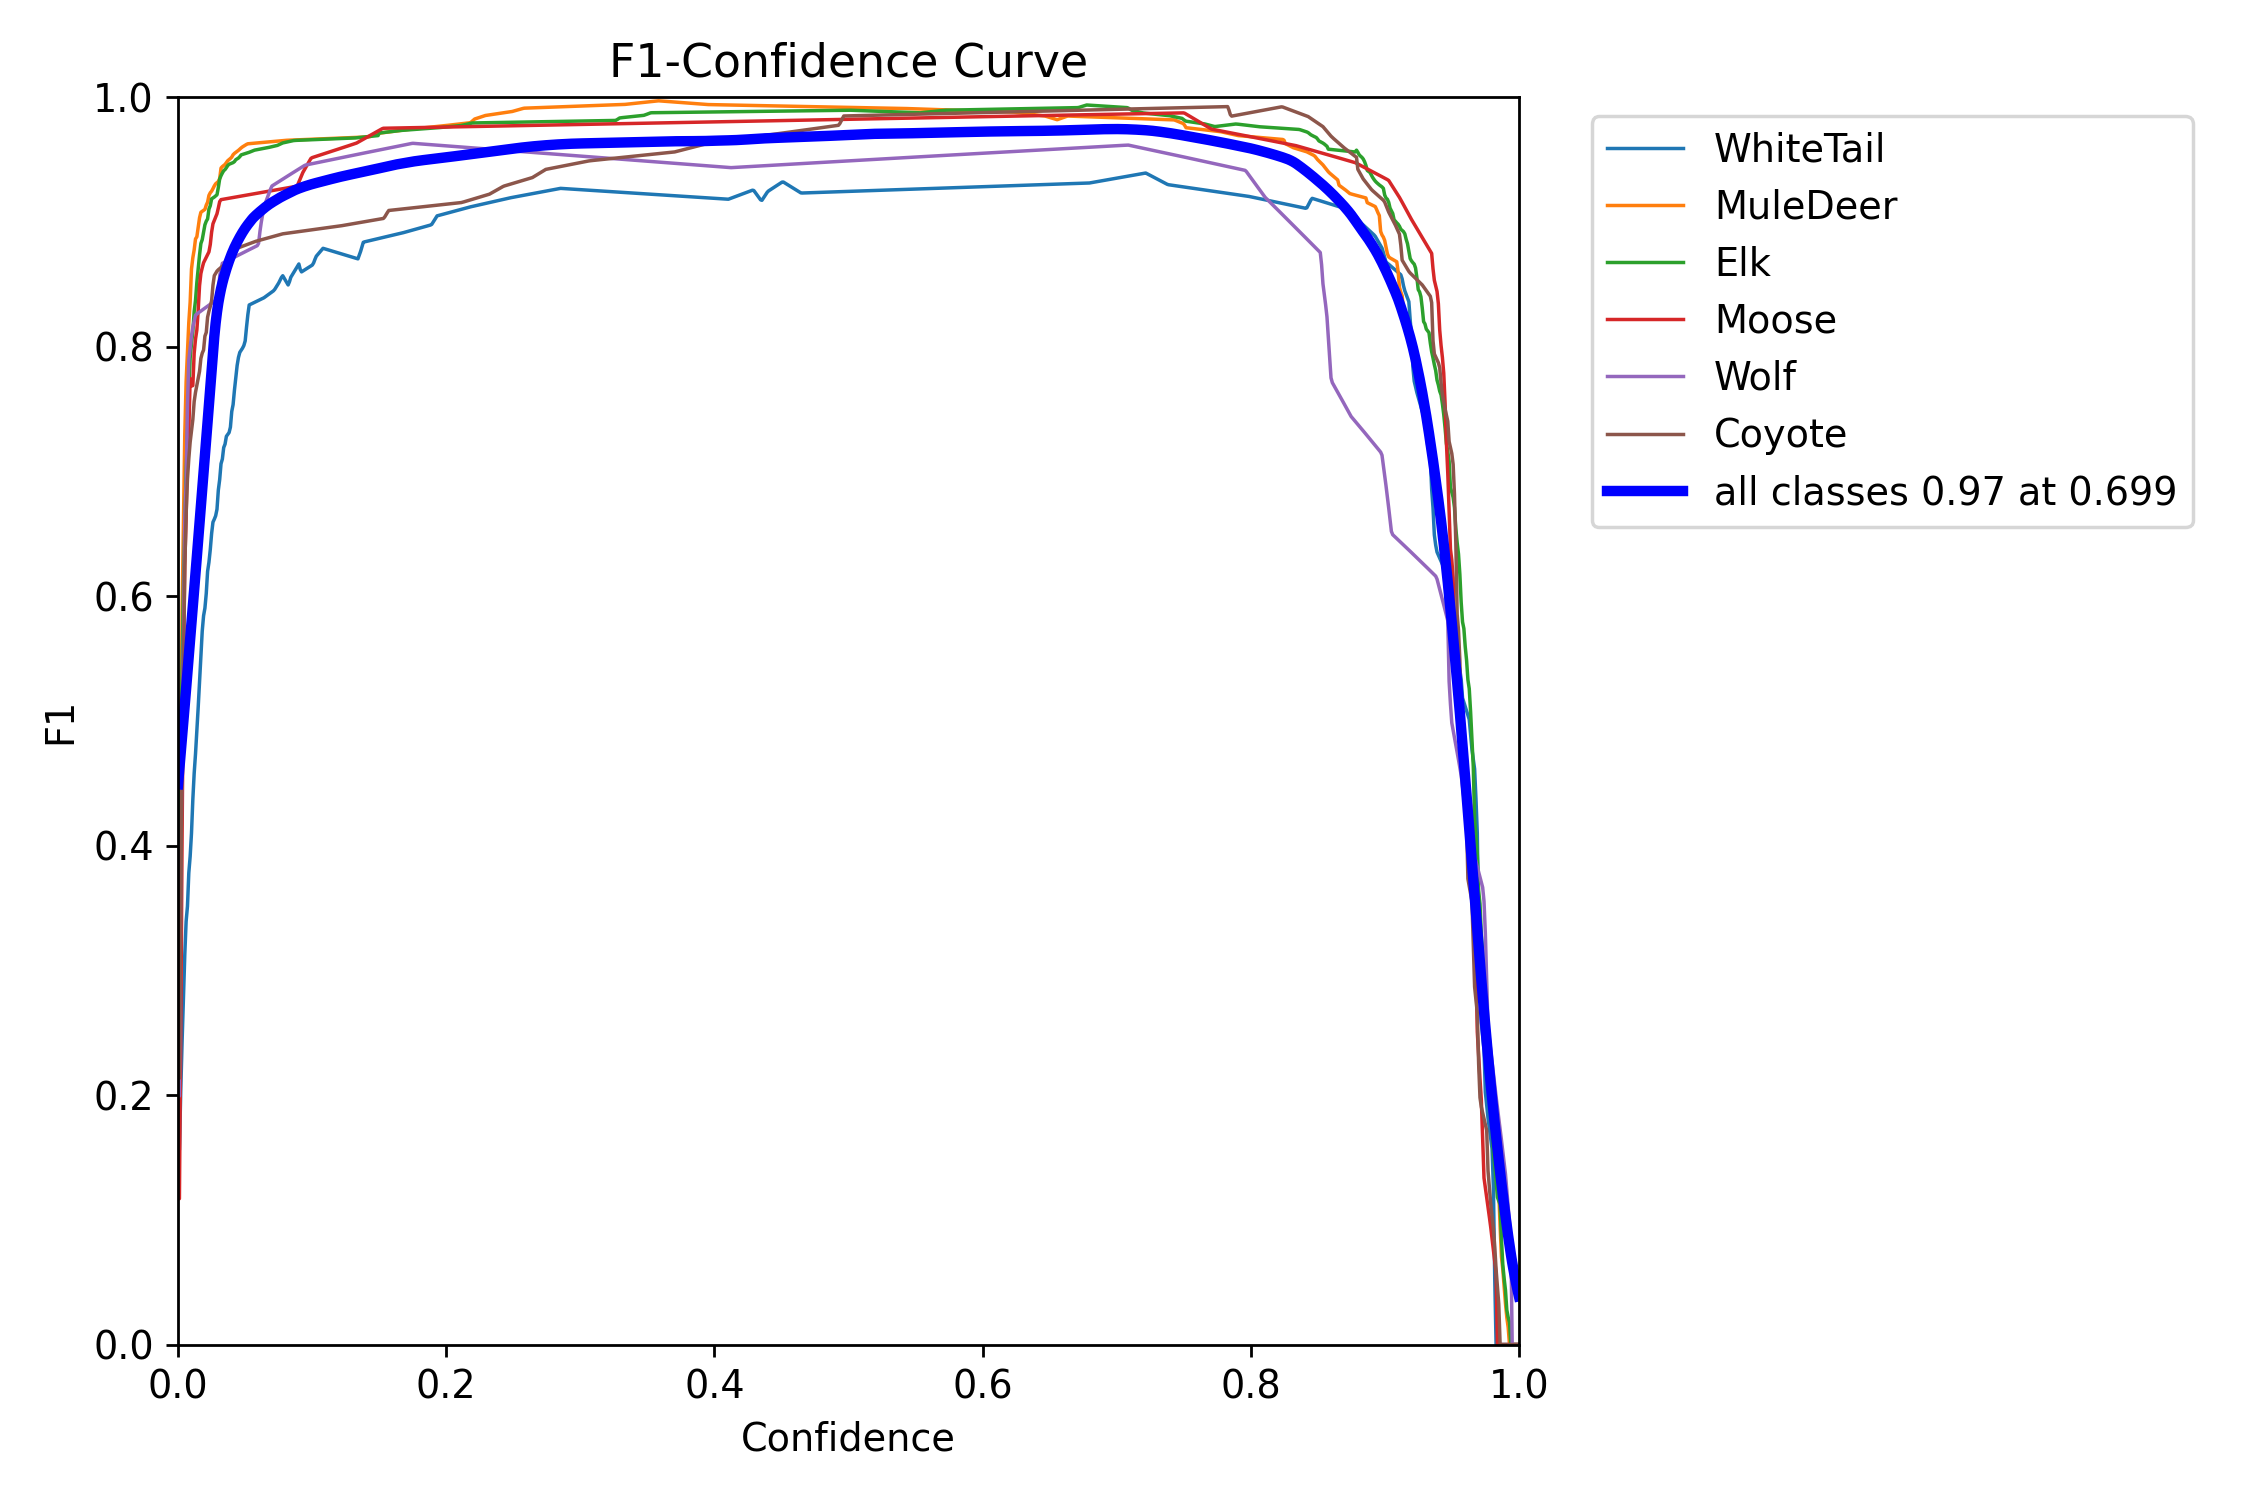 F1-Confidence Curve
1.0
0.8
0.6
0.4
0.2
0.0
F1
0.0 0.2 0.4 0.6 0.8 1.0
Confidence
WhiteTail
MuleDeer
Elk
Moose
Wolf
Coyote
all classes 0.97 at 0.699